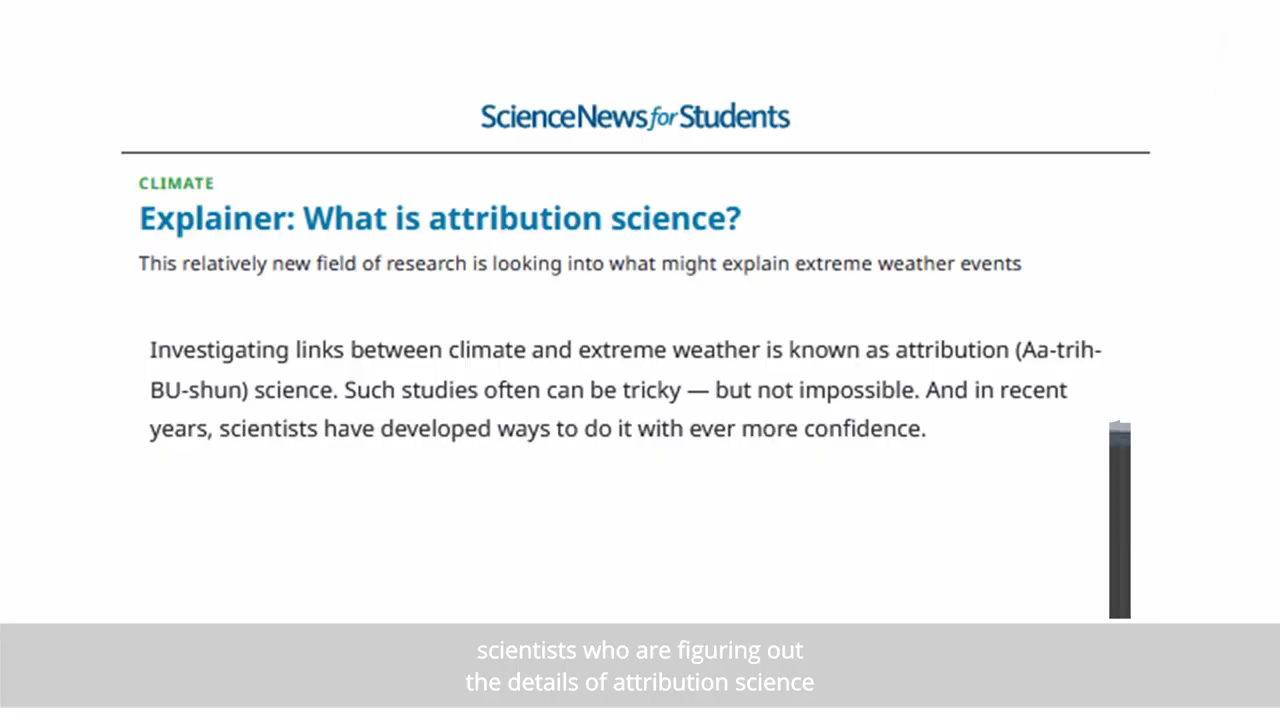 ScienceNewsforStudents
CLIMATE
Explainer: What is attribution science?
This relatively new field of research is looking into what might explain extreme weather events
Investigating links between climate and extreme weather is known as attribution (Aa-trih-
BU-shun) science. Such studies often can be tricky — but not impossible. And in recent
years, scientists have developed ways to do it with ever more confidence.
scientists who are figuring out
the details of attribution science